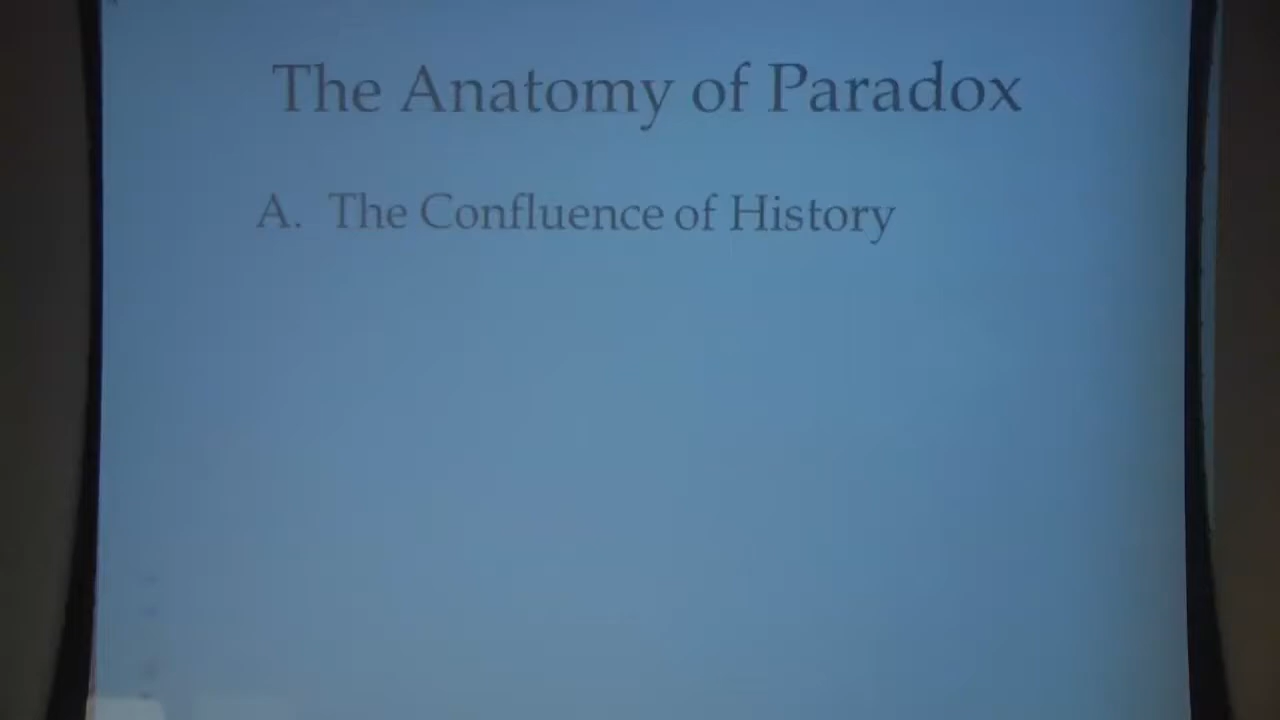 The Anatomy of Paradox
A. The Confluence of History